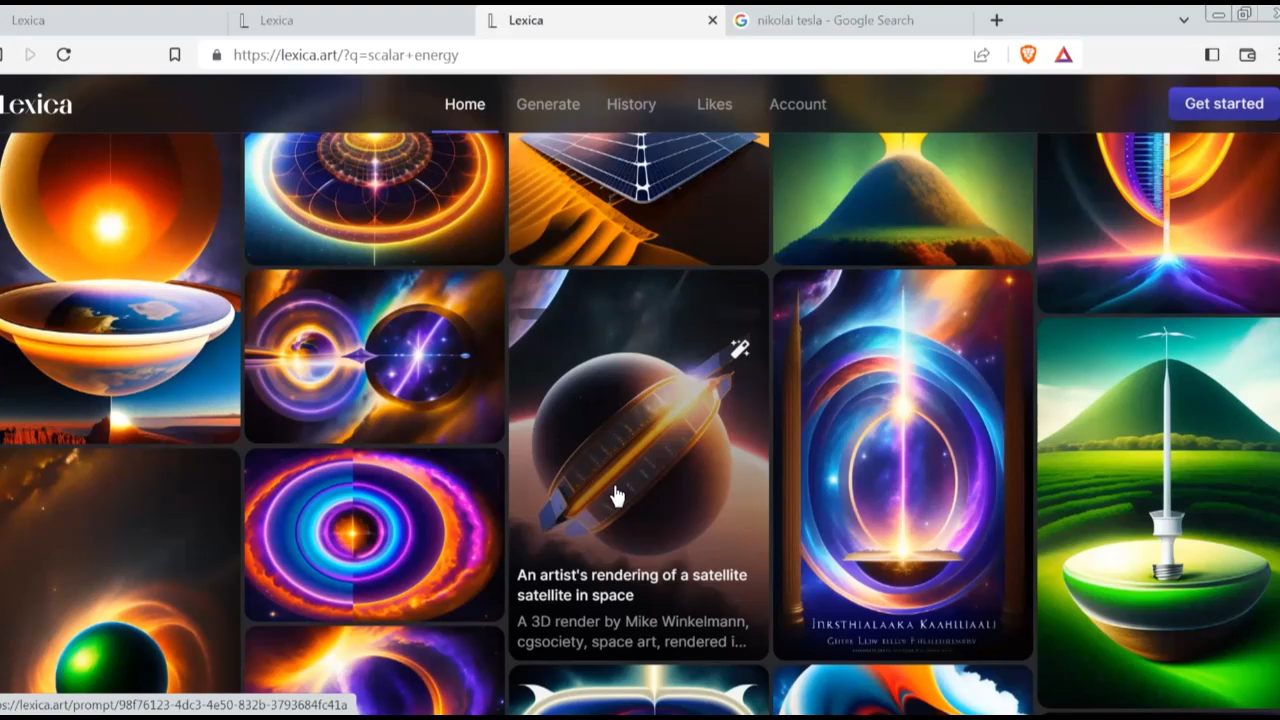 Lexica
Lexica
Lexica
nikolai tesla - Google Search
https://lexica.art/?q=scalar+energy
Lexica
Home
Generate
History
Likes
Account
Get started
An artist's rendering of a satellite
satellite in space
A 3D render by Mike Winkelmann,
cgsociety, space art, rendered i...
s://lexica.art/prompt/98f76123-4dc3-4e50-832b-3793684fc41a